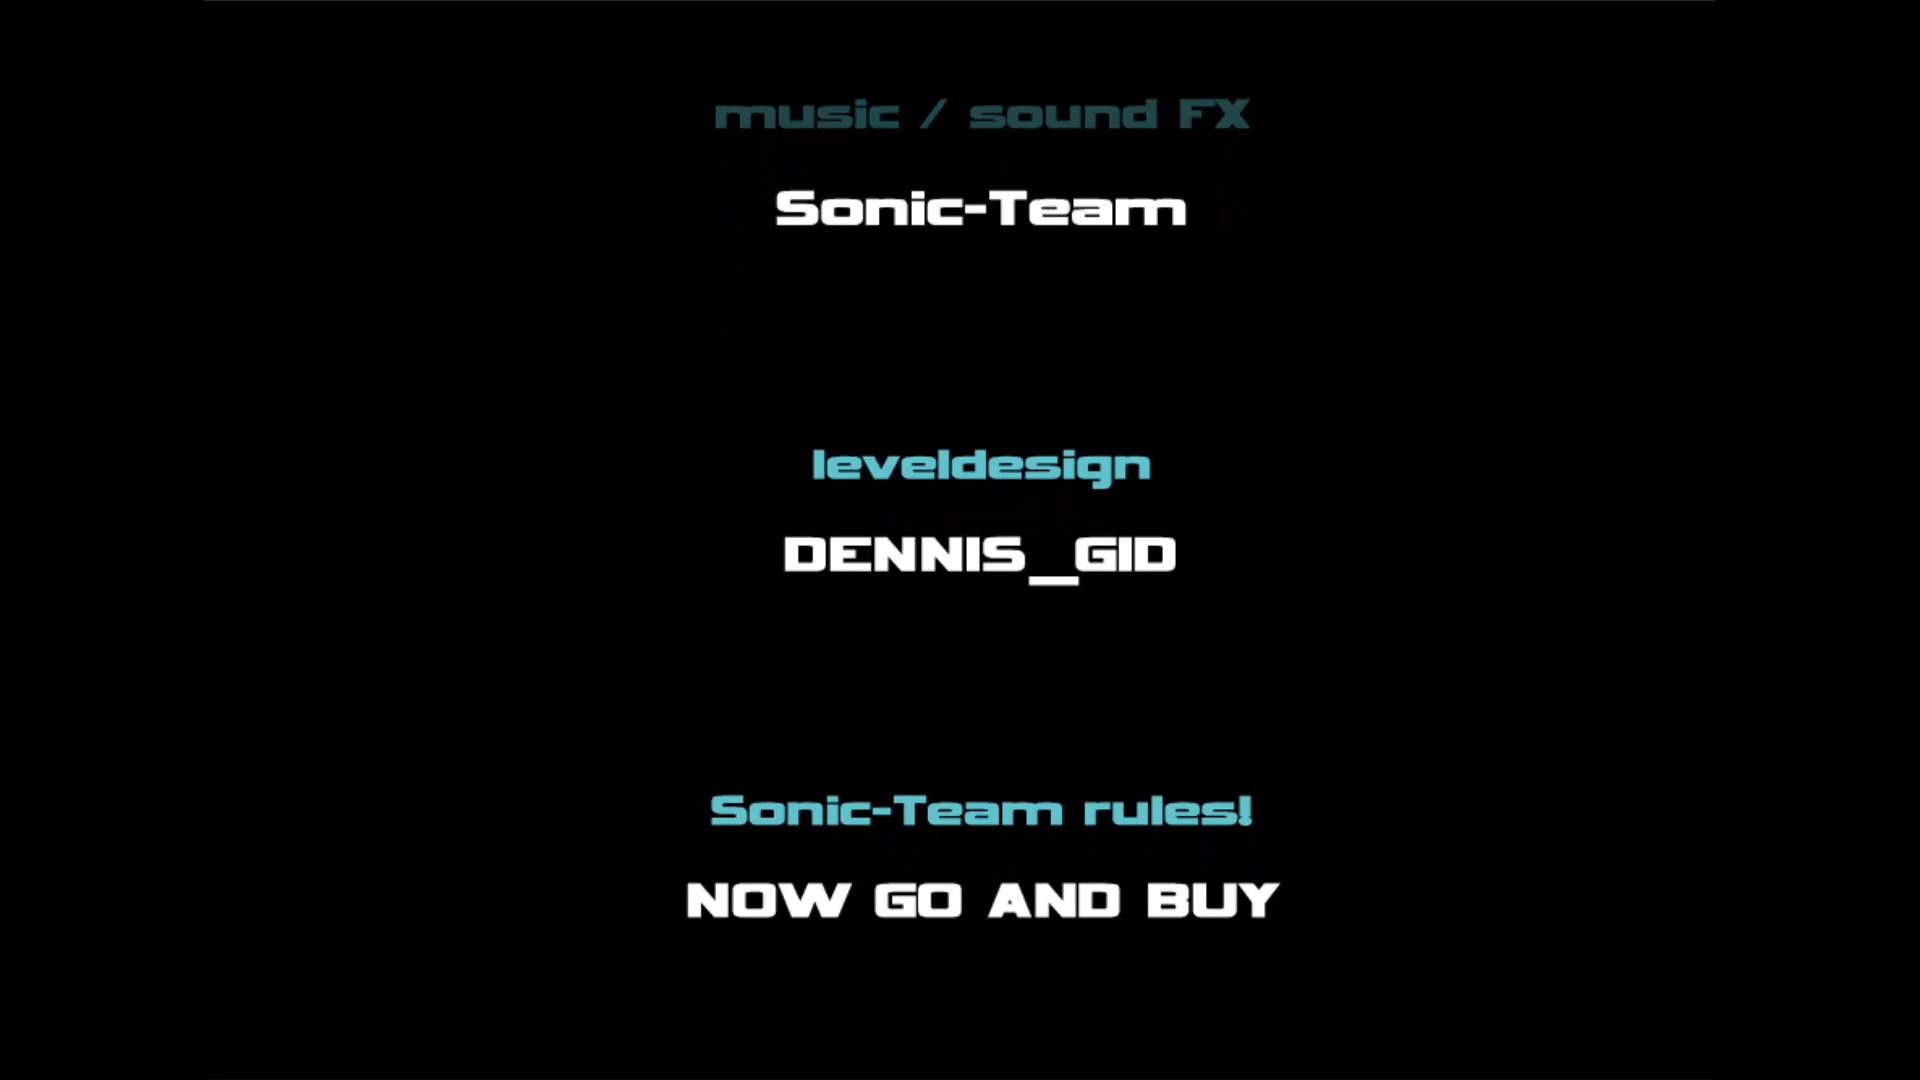 music / sound FX
Sonic-Team
leveldesign
DENNIS_GID
Sonic-Team rules!
NOW GO AND BUY